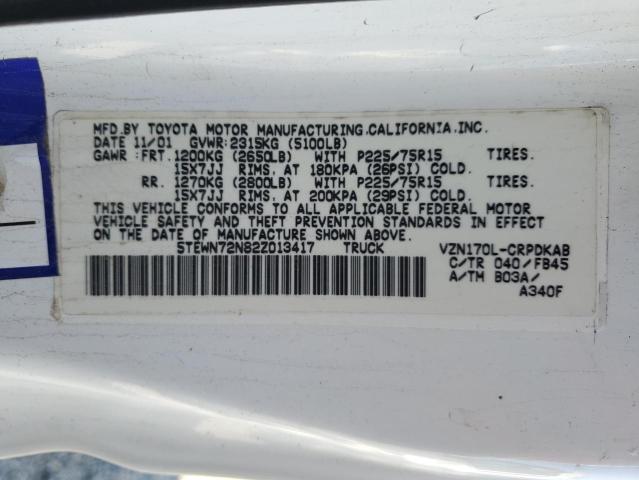 MFD.BY TOYOTA MOTOR MANUFACTURING.CALIFORNIA.INC.
DATE 11/01 GVWR:2315KG (5100LB)
GAWR:FRT.1200KG (2650LB) WITH P225/75R15 TIRES.
15X7JJ RIMS, AT 180KPA (26PSI) COLD.
RR. 1270KG (2800LB) WITH P225/75R15 TIRES.
15X7JJ RIMS, AT 200KPA (29PSI) COLD.
THIS VEHICLE CONFORMS TO ALL APPLICABLE FEDERAL MOTOR
VEHICLE SAFETY AND THEFT PREVENTION STANDARDS IN EFFECT
ON THE DATE OF MANUFACTURE SHOWN ABOVE.
5TEWN72N82Z013417 TRUCK VZN170L-CRPDKAB
C/TR 040/FB45
A/TM B03A/
A340F